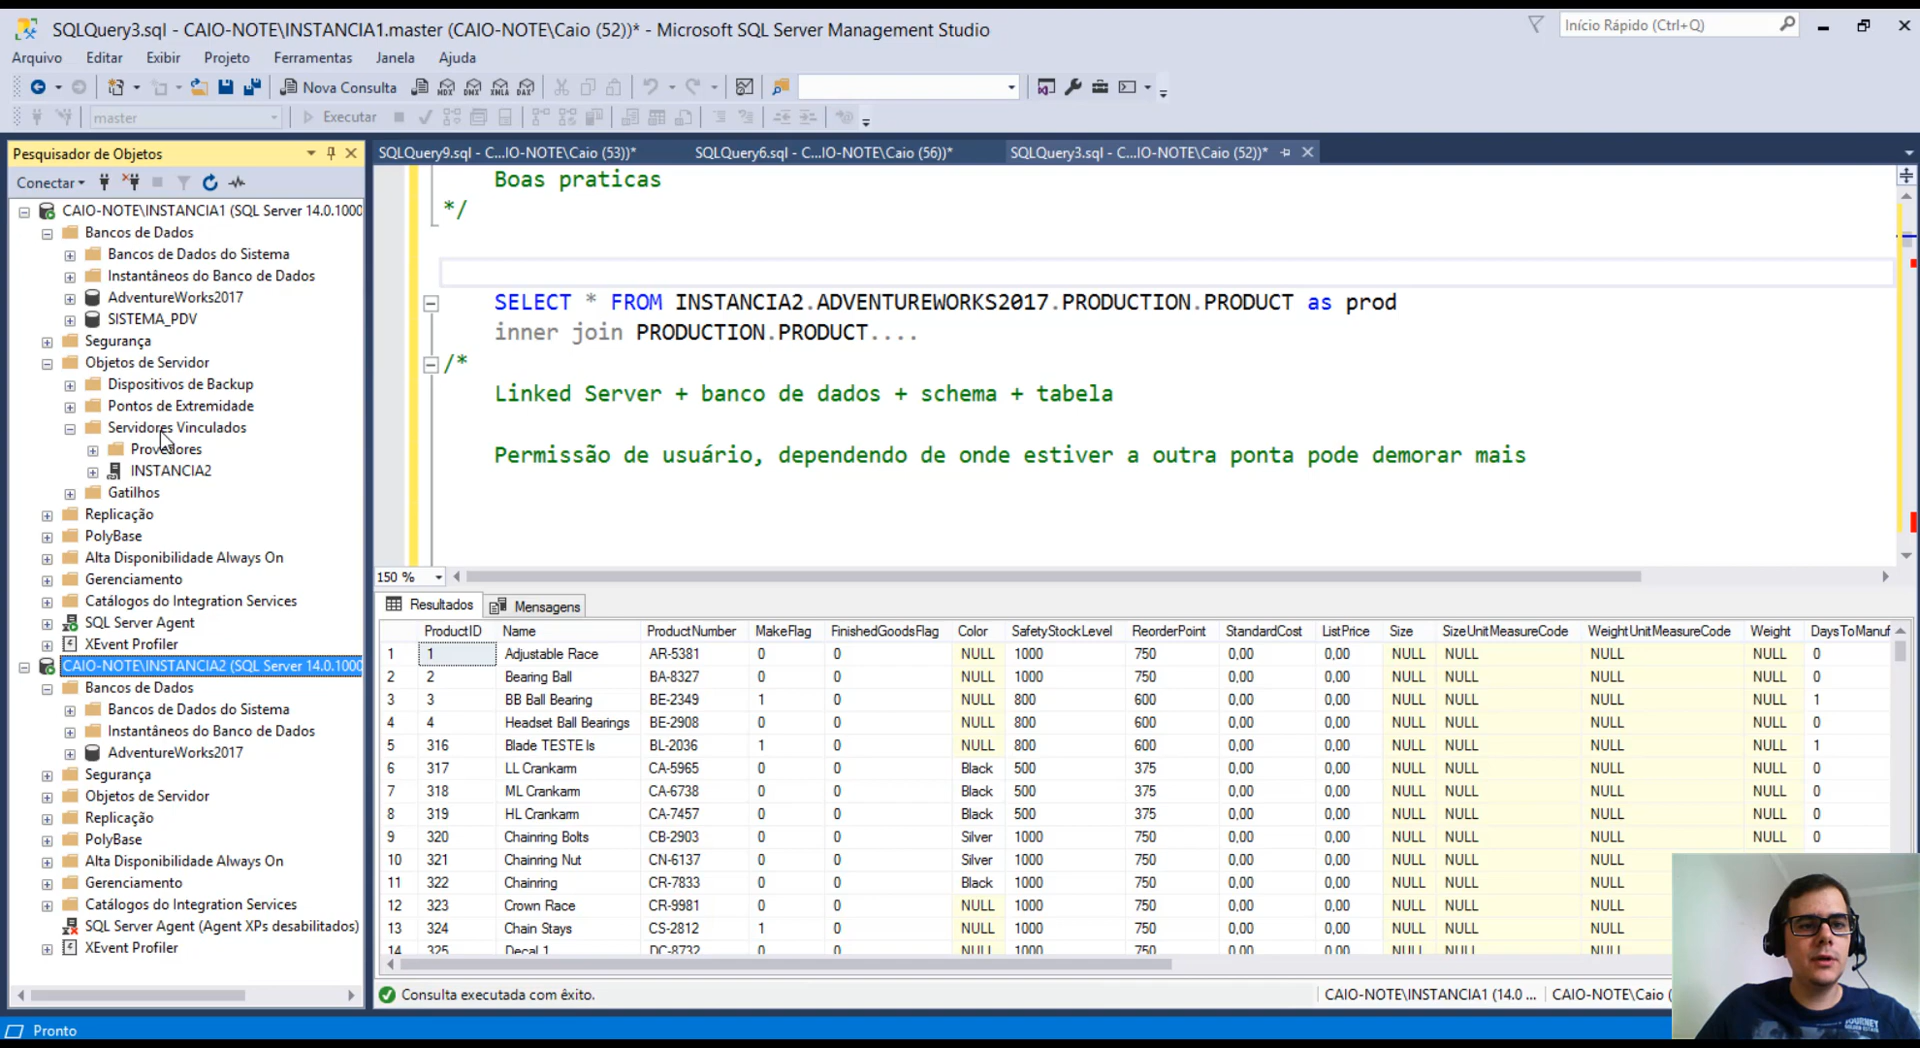 SQLQuery3.sql - CAIO-NOTE\INSTANCIA1.master (CAIO-NOTE\Caio (52))* - Microsoft SQL Server Management Studio
Início Rápido (Ctrl+Q)
Arquivo Editar Exibir Projeto Ferramentas Janela Ajuda
Nova Consulta MDX DMX XMLA DAX
master Executar
Pesquisador de Objetos
Conectar
CAIO-NOTE\INSTANCIA1 (SQL Server 14.0.1000
Bancos de Dados
Bancos de Dados do Sistema
Instantâneos do Banco de Dados
AdventureWorks2017
SISTEMA_PDV
Segurança
Objetos de Servidor
Dispositivos de Backup
Pontos de Extremidade
Servidores Vinculados
Provedores
INSTANCIA2
Gatilhos
Replicação
PolyBase
Alta Disponibilidade Always On
Gerenciamento
Catálogos do Integration Services
SQL Server Agent
XEvent Profiler
CAIO-NOTE\INSTANCIA2 (SQL Server 14.0.1000
Bancos de Dados
Bancos de Dados do Sistema
Instantâneos do Banco de Dados
AdventureWorks2017
Segurança
Objetos de Servidor
Replicação
PolyBase
Alta Disponibilidade Always On
Gerenciamento
Catálogos do Integration Services
SQL Server Agent (Agent XPs desabilitados)
XEvent Profiler
SQLQuery9.sql - C...IO-NOTE\Caio (53))* SQLQuery6.sql - C...IO-NOTE\Caio (56))* SQLQuery3.sql - C...IO-NOTE\Caio (52))*
Boas praticas
*/
SELECT * FROM INSTANCIA2.ADVENTUREWORKS2017.PRODUCTION.PRODUCT as prod
inner join PRODUCTION.PRODUCT....
/*
Linked Server + banco de dados + schema + tabela
Permissão de usuário, dependendo de onde estiver a outra ponta pode demorar mais
150 %
Resultados Mensagens
ProductID Name ProductNumber MakeFlag FinishedGoodsFlag Color SafetyStockLevel ReorderPoint StandardCost ListPrice Size SizeUnitMeasureCode WeightUnitMeasureCode Weight DaysToManuf
1 1 Adjustable Race AR-5381 0 0 NULL 1000 750 0,00 0,00 NULL NULL NULL NULL 0
2 2 Bearing Ball BA-8327 0 0 NULL 1000 750 0,00 0,00 NULL NULL NULL NULL 0
3 3 BB Ball Bearing BE-2349 1 0 NULL 800 600 0,00 0,00 NULL NULL NULL NULL 1
4 4 Headset Ball Bearings BE-2908 0 0 NULL 800 600 0,00 0,00 NULL NULL NULL NULL 0
5 316 Blade TESTE ls BL-2036 1 0 NULL 800 600 0,00 0,00 NULL NULL NULL NULL 1
6 317 LL Crankarm CA-5965 0 0 Black 500 375 0,00 0,00 NULL NULL NULL NULL 0
7 318 ML Crankarm CA-6738 0 0 Black 500 375 0,00 0,00 NULL NULL NULL NULL 0
8 319 HL Crankarm CA-7457 0 0 Black 500 375 0,00 0,00 NULL NULL NULL NULL 0
9 320 Chainring Bolts CB-2903 0 0 Silver 1000 750 0,00 0,00 NULL NULL NULL NULL 0
10 321 Chainring Nut CN-6137 0 0 Silver 1000 750 0,00 0,00 NULL NULL NULL
11 322 Chainring CR-7833 0 0 Black 1000 750 0,00 0,00 NULL NULL NULL
12 323 Crown Race CR-9981 0 0 NULL 1000 750 0,00 0,00 NULL NULL NULL
13 324 Chain Stays CS-2812 1 0 NULL 1000 750 0,00 0,00 NULL NULL NULL
14 325 Decal 1 DC-8732 0 0 NULL 1000 750 0,00 0,00 NULL NULL NULL
Consulta executada com êxito. CAIO-NOTE\INSTANCIA1 (14.0 ... CAIO-NOTE\Caio (
Pronto
JOURNEY